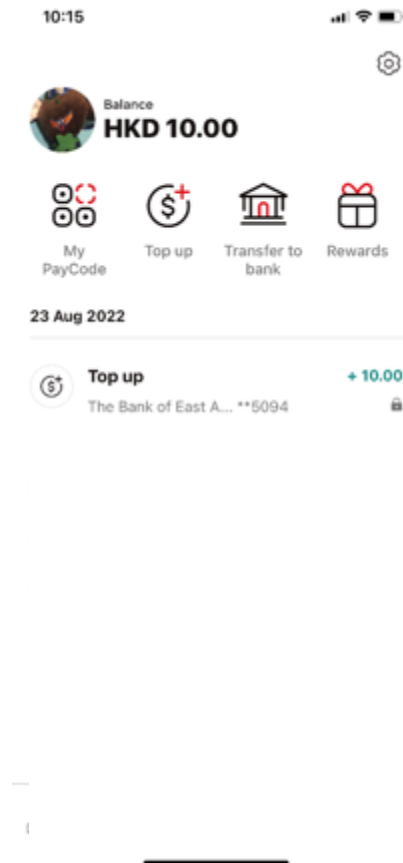 10:15
Balance
HKD 10.00
My PayCode
Top up
Transfer to bank
Rewards
23 Aug 2022
Top up
+ 10.00
The Bank of East A... **5094